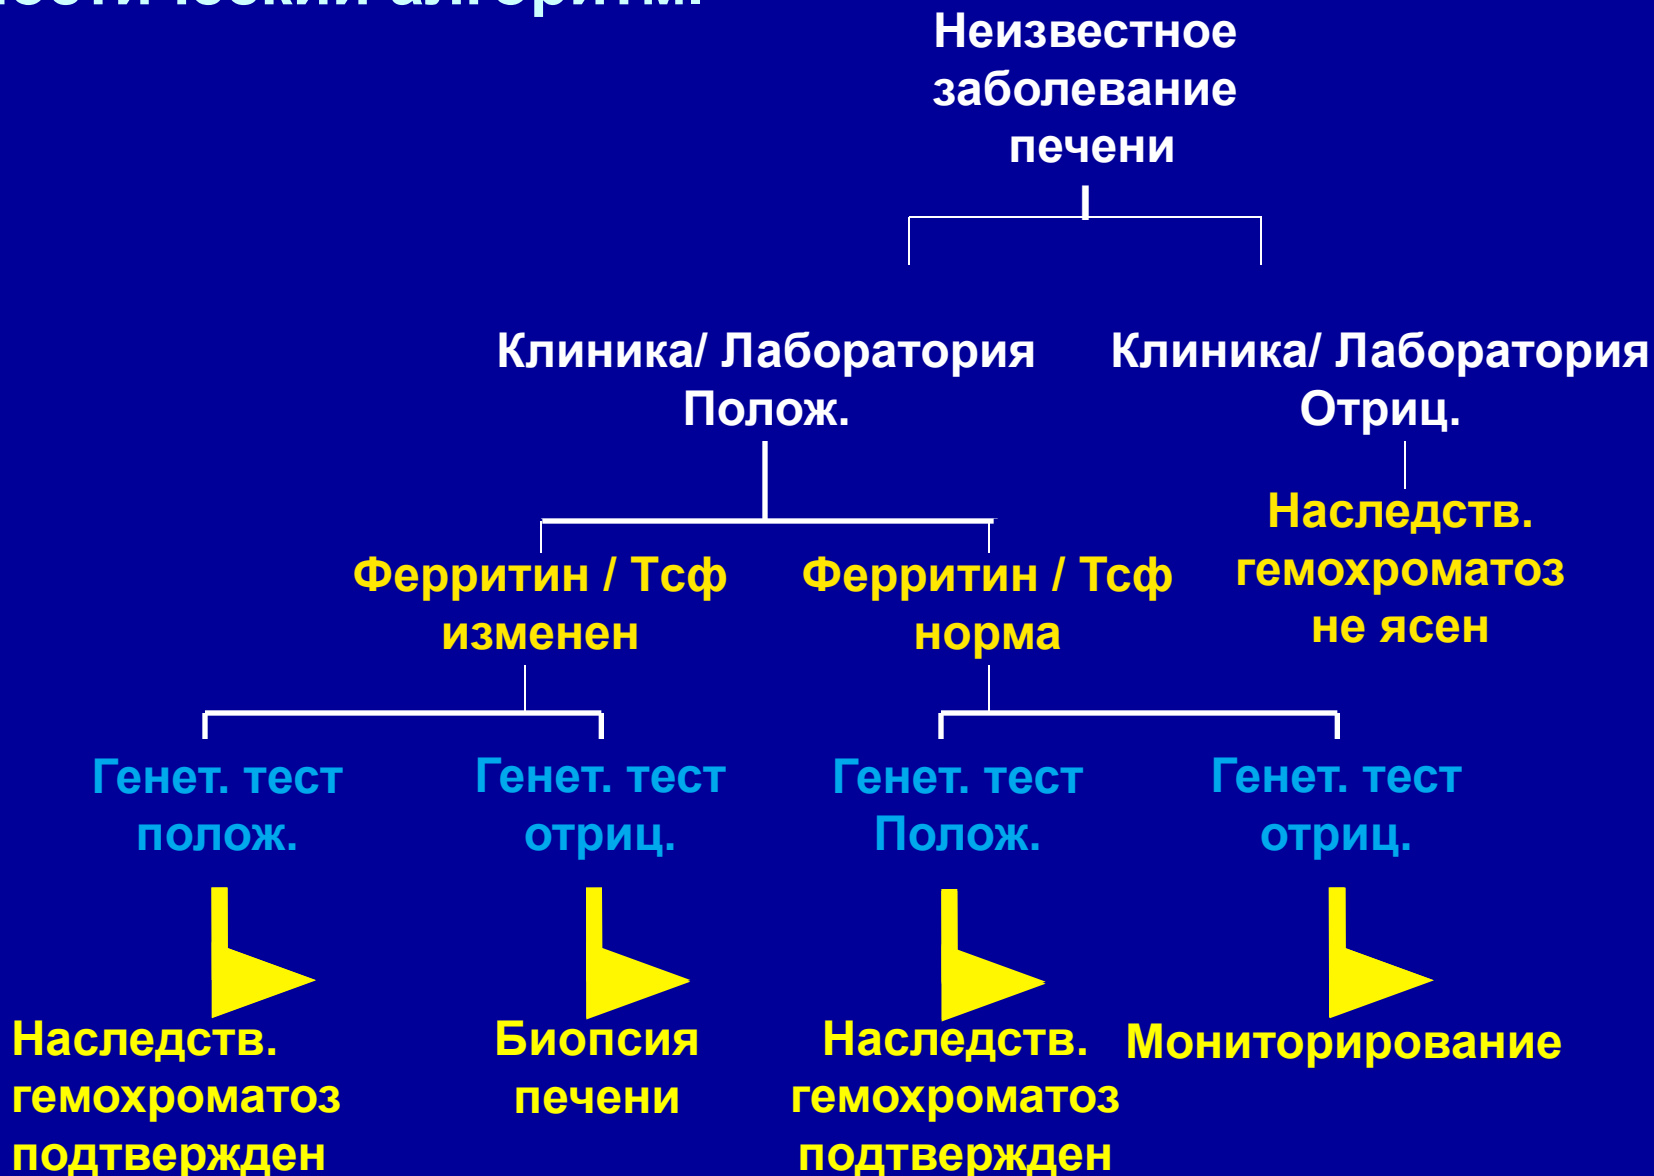 алгоритм.
Неизвестное
заболевание
печени
Клиника/ Лаборатория
Полож.
Клиника/ Лаборатория
Отриц.
Ферритин / Тсф
изменен
Ферритин / Тсф
норма
Наследств.
гемохроматоз
не ясен
Генет. тест
полож.
Генет. тест
отриц.
Генет. тест
Полож.
Генет. тест
отриц.
Наследств.
гемохроматоз
подтвержден
Биопсия
печени
Наследств.
гемохроматоз
подтвержден
Мониторирование